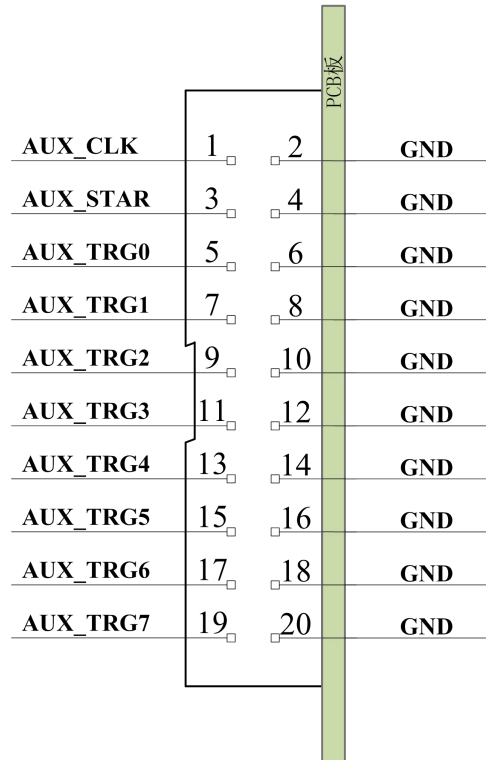 PCB板
AUX_CLK 1 2 GND
AUX_STAR 3 4 GND
AUX_TRG0 5 6 GND
AUX_TRG1 7 8 GND
AUX_TRG2 9 10 GND
AUX_TRG3 11 12 GND
AUX_TRG4 13 14 GND
AUX_TRG5 15 16 GND
AUX_TRG6 17 18 GND
AUX_TRG7 19 20 GND